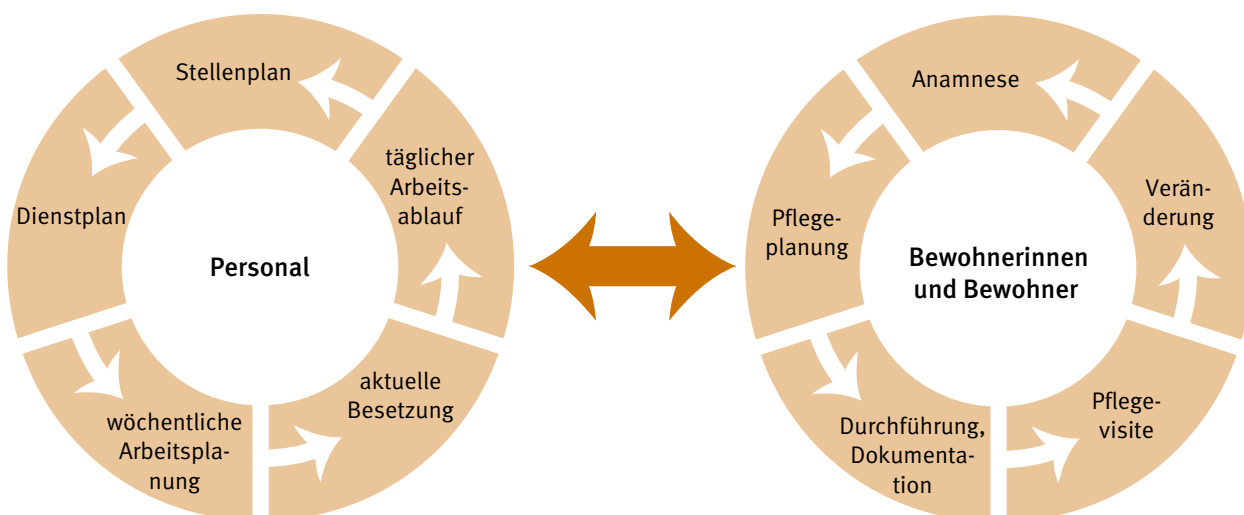 Stellenplan
täglicher
Arbeits-
ablauf
Dienstplan
Personal
aktuelle
Besetzung
wöchentliche
Arbeitspla-
nung
Anamnese
Verän-
derung
Pflege-
planung
Bewohnerinnen
und Bewohner
Pflege-
visite
Durchführung,
Dokumenta-
tion